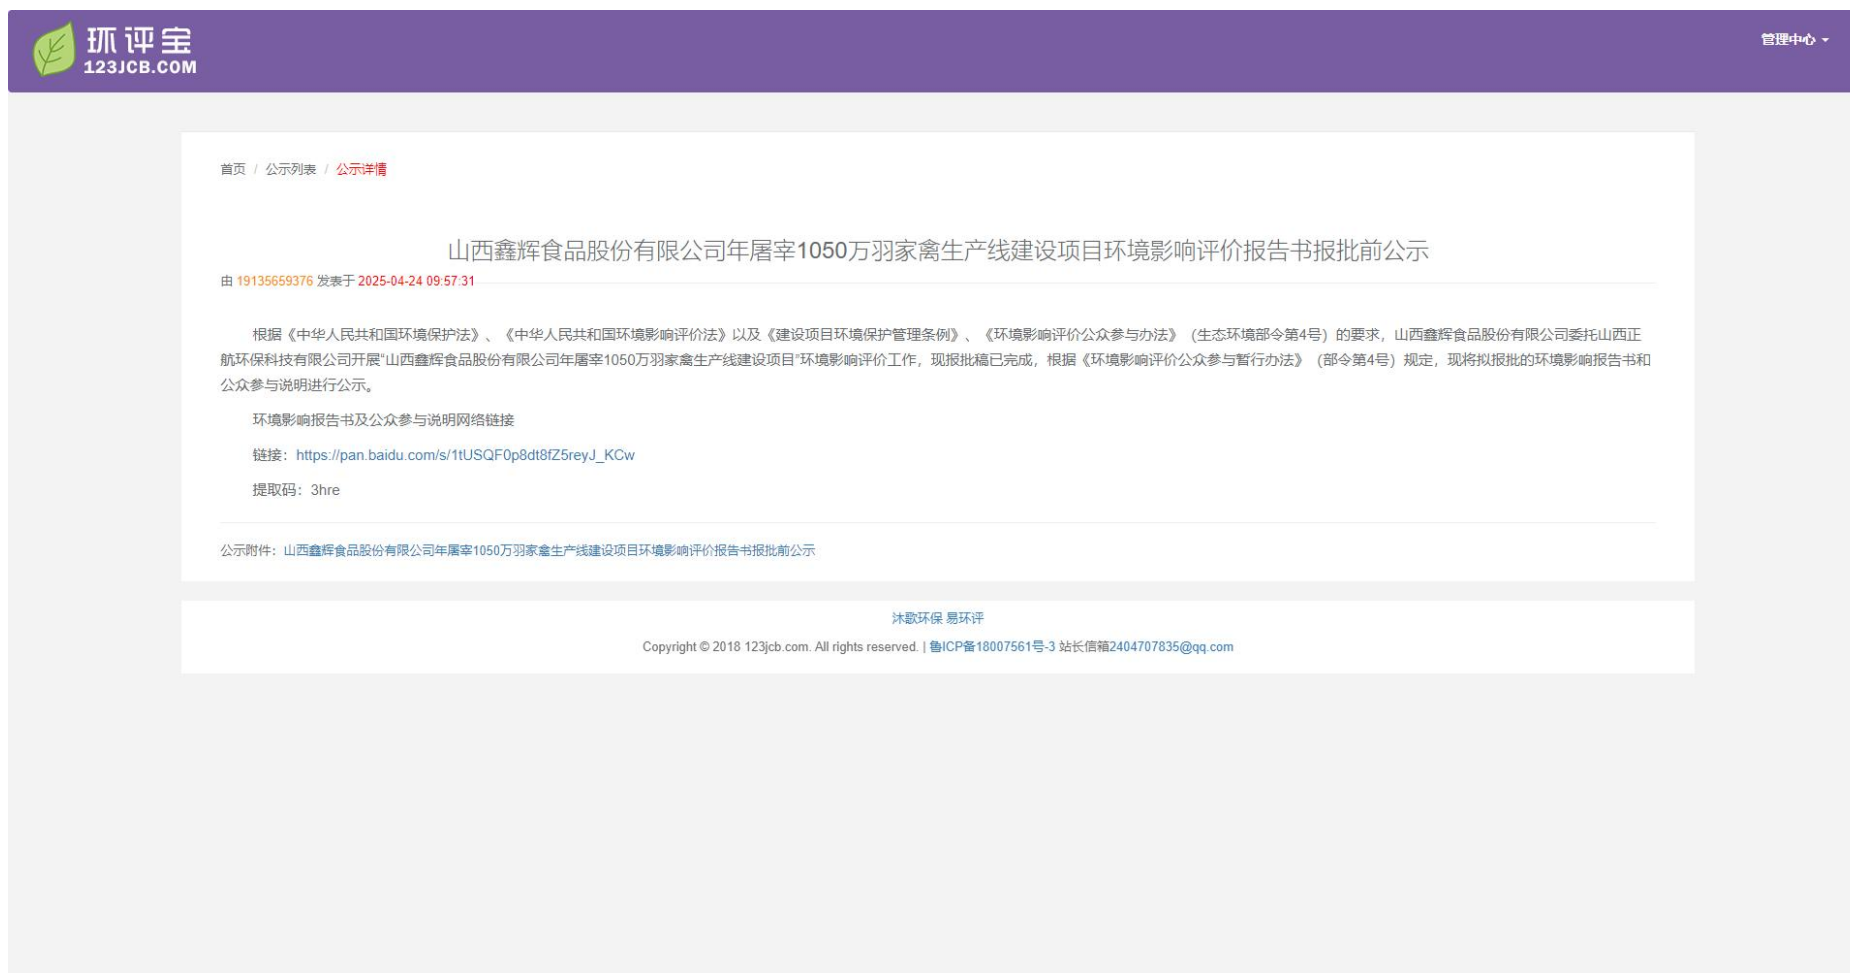 环评宝
123JCB.COM
管理中心
首页 / 公示列表 / 公示详情
山西鑫辉食品股份有限公司年屠宰1050万羽家禽生产线建设项目环境影响评价报告书报批前公示
由 19135659376 发表于 2025-04-24 09:57:31
根据《中华人民共和国环境保护法》、《中华人民共和国环境影响评价法》以及《建设项目环境保护管理条例》、《环境影响评价公众参与办法》（生态环境部令第4号）的要求，山西鑫辉食品股份有限公司委托山西正
航环保科技有限公司开展“山西鑫辉食品股份有限公司年屠宰1050万羽家禽生产线建设项目”环境影响评价工作，现报批稿已完成，根据《环境影响评价公众参与暂行办法》（部令第4号）规定，现将拟报批的环境影响报告书和
公众参与说明进行公示。
环境影响报告书及公众参与说明网络链接
链接：https://pan.baidu.com/s/1tUSQF0p8dt8fZ5reyJ_KCw
提取码：3hre
公示附件：山西鑫辉食品股份有限公司年屠宰1050万羽家禽生产线建设项目环境影响评价报告书报批前公示
沐歌环保 易环评
Copyright © 2018 123jcb.com. All rights reserved. | 鲁ICP备18007561号-3 站长信箱2404707835@qq.com